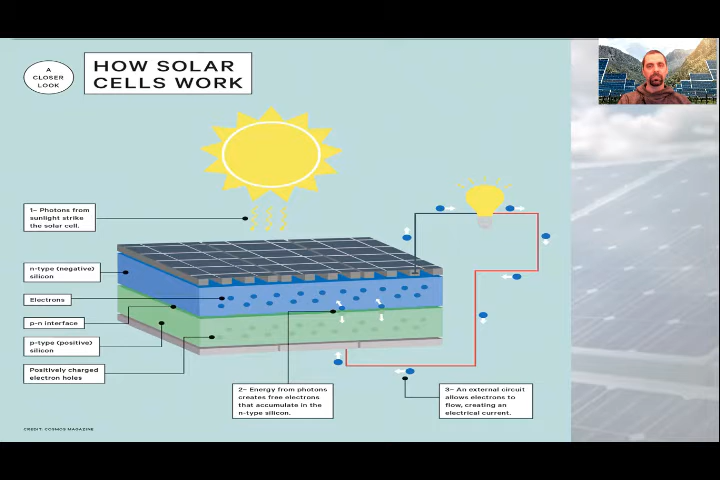 A
CLOSER
LOOK
HOW SOLAR
CELLS WORK
1– Photons from
sunlight strike
the solar cell.
n-type (negative)
silicon
Electrons
p-n interface
p-type (positive)
silicon
Positively charged
electron holes
2– Energy from photons
creates free electrons
that accumulate in the
n-type silicon.
3– An external circuit
allows electrons to
flow, creating an
electrical current.
CREDIT: COSMOS MAGAZINE